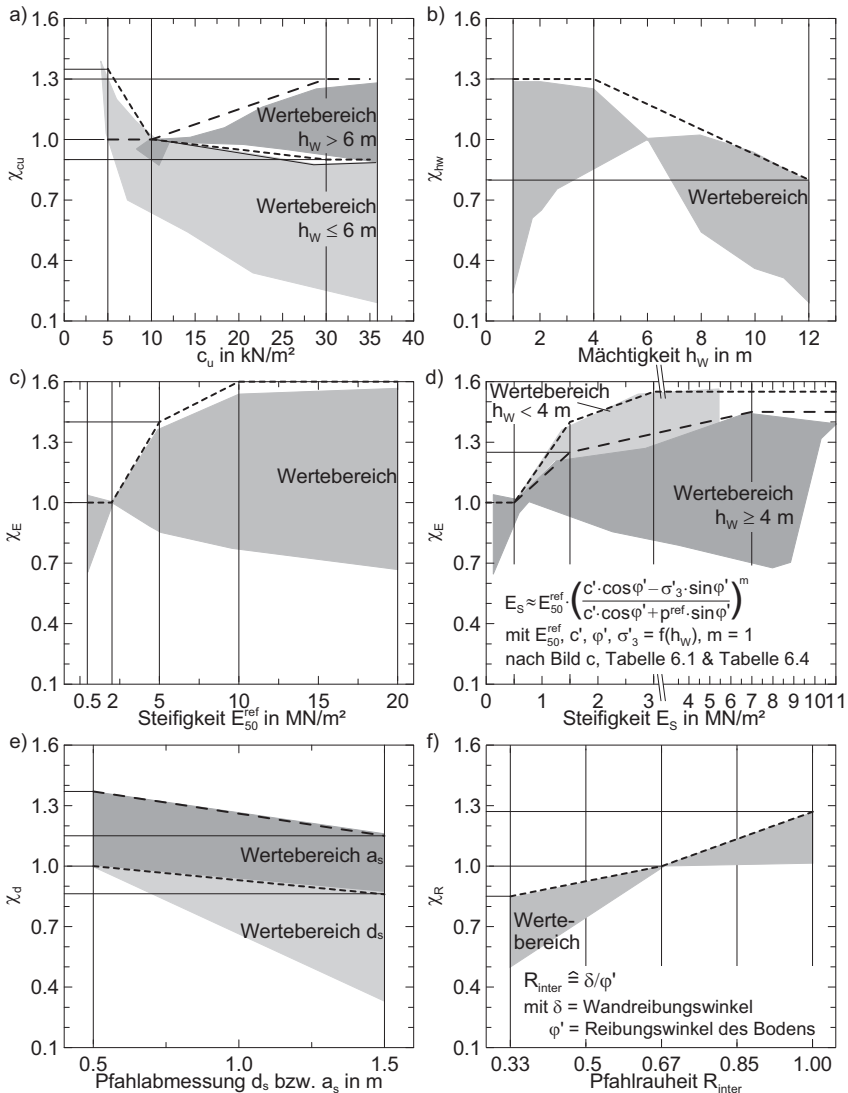 a)
1.6
1.3
1.0
0.7
0.4
0.1
χcu
Wertebereich
hW > 6 m
Wertebereich
hW ≤ 6 m
0 5 10 15 20 25 30 35 40
cu in kN/m²
b)
1.6
1.3
1.0
0.7
0.4
0.1
χhw
Wertebereich
0 2 4 6 8 10 12
Mächtigkeit hW in m
c)
1.6
1.3
1.0
0.7
0.4
0.1
χE
Wertebereich
0.5 2 5 10 15 20
Steifigkeit E50^ref in MN/m²
d)
1.6
1.3
1.0
0.7
0.4
0.1
χE
Wertebereich
hW < 4 m
Wertebereich
hW ≥ 4 m
ES ≈ E50^ref · (c'·cosφ' – σ'3·sinφ' / c'·cosφ' + p^ref·sinφ')^m
mit E50^ref, c', φ', σ'3 = f(hW), m = 1
nach Bild c, Tabelle 6.1 & Tabelle 6.4
0 1 2 3 4 5 6 7 8 9 10 11
Steifigkeit ES in MN/m²
e)
1.6
1.3
1.0
0.7
0.4
0.1
χd
Wertebereich as
Wertebereich ds
0.5 1.0 1.5
Pfahlabmessung ds bzw. as in m
f)
1.6
1.3
1.0
0.7
0.4
0.1
χR
Werte-
bereich
Rinter ≙ δ/φ'
mit δ = Wandreibungswinkel
φ' = Reibungswinkel des Bodens
0.33 0.5 0.67 0.85 1.00
Pfahlrauheit Rinter